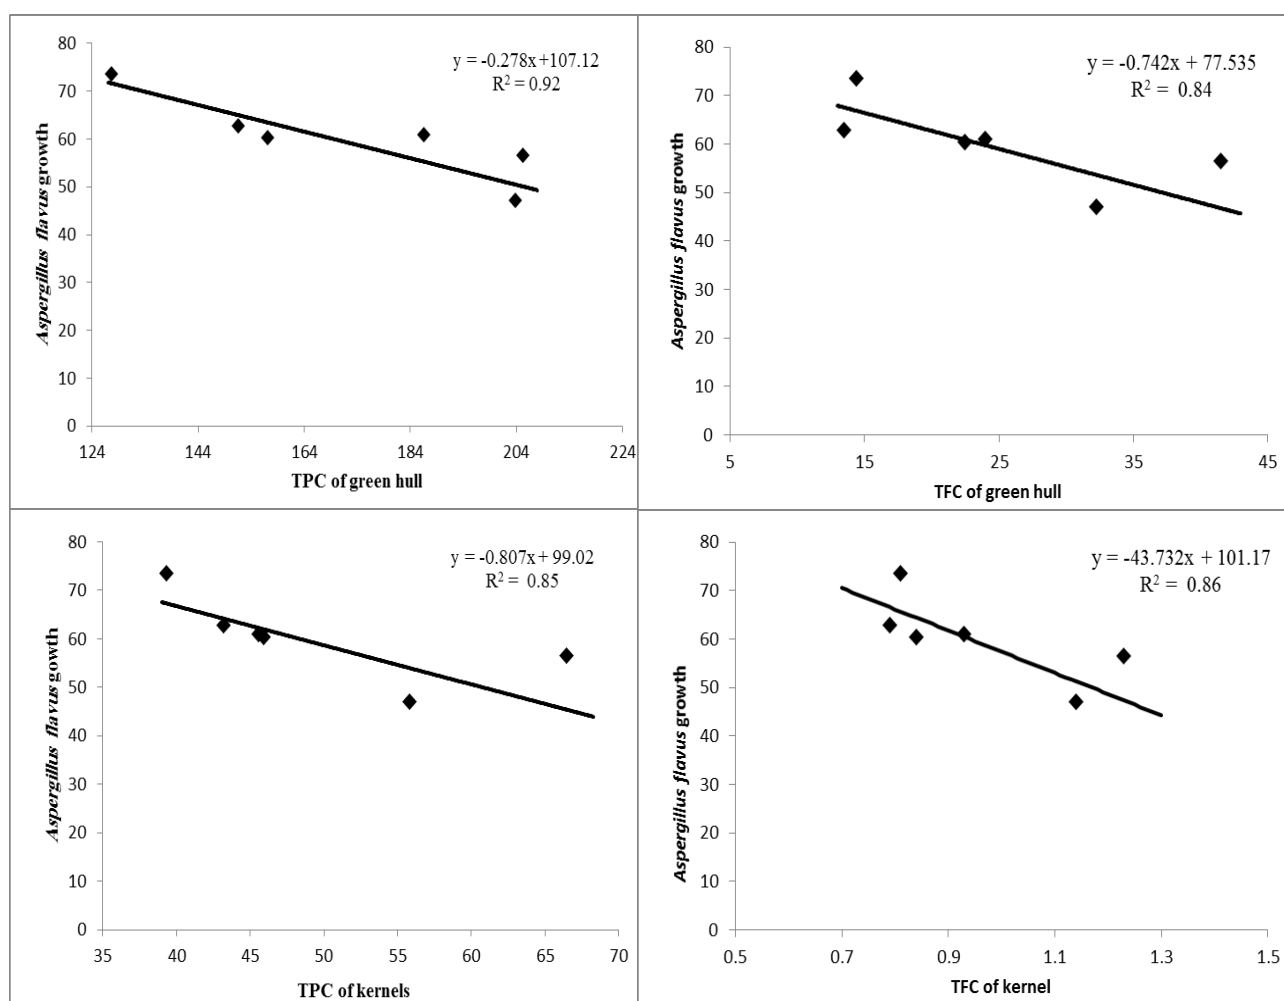 y = -0.278x +107.12
R² = 0.92
80
70
60
50
40
30
20
10
0
Aspergillus flavus growth
124 144 164 184 204 224
TPC of green hull
y = -0.742x + 77.535
R² = 0.84
80
70
60
50
40
30
20
10
0
Aspergillus flavus growth
5 15 25 35 45
TFC of green hull
y = -0.807x + 99.02
R² = 0.85
80
70
60
50
40
30
20
10
0
Aspergillus flavus gowth
35 40 45 50 55 60 65 70
TPC of kernels
y = -43.732x + 101.17
R² = 0.86
80
70
60
50
40
30
20
10
0
Aspergillus flavus growth
0.5 0.7 0.9 1.1 1.3 1.5
TFC of kernel